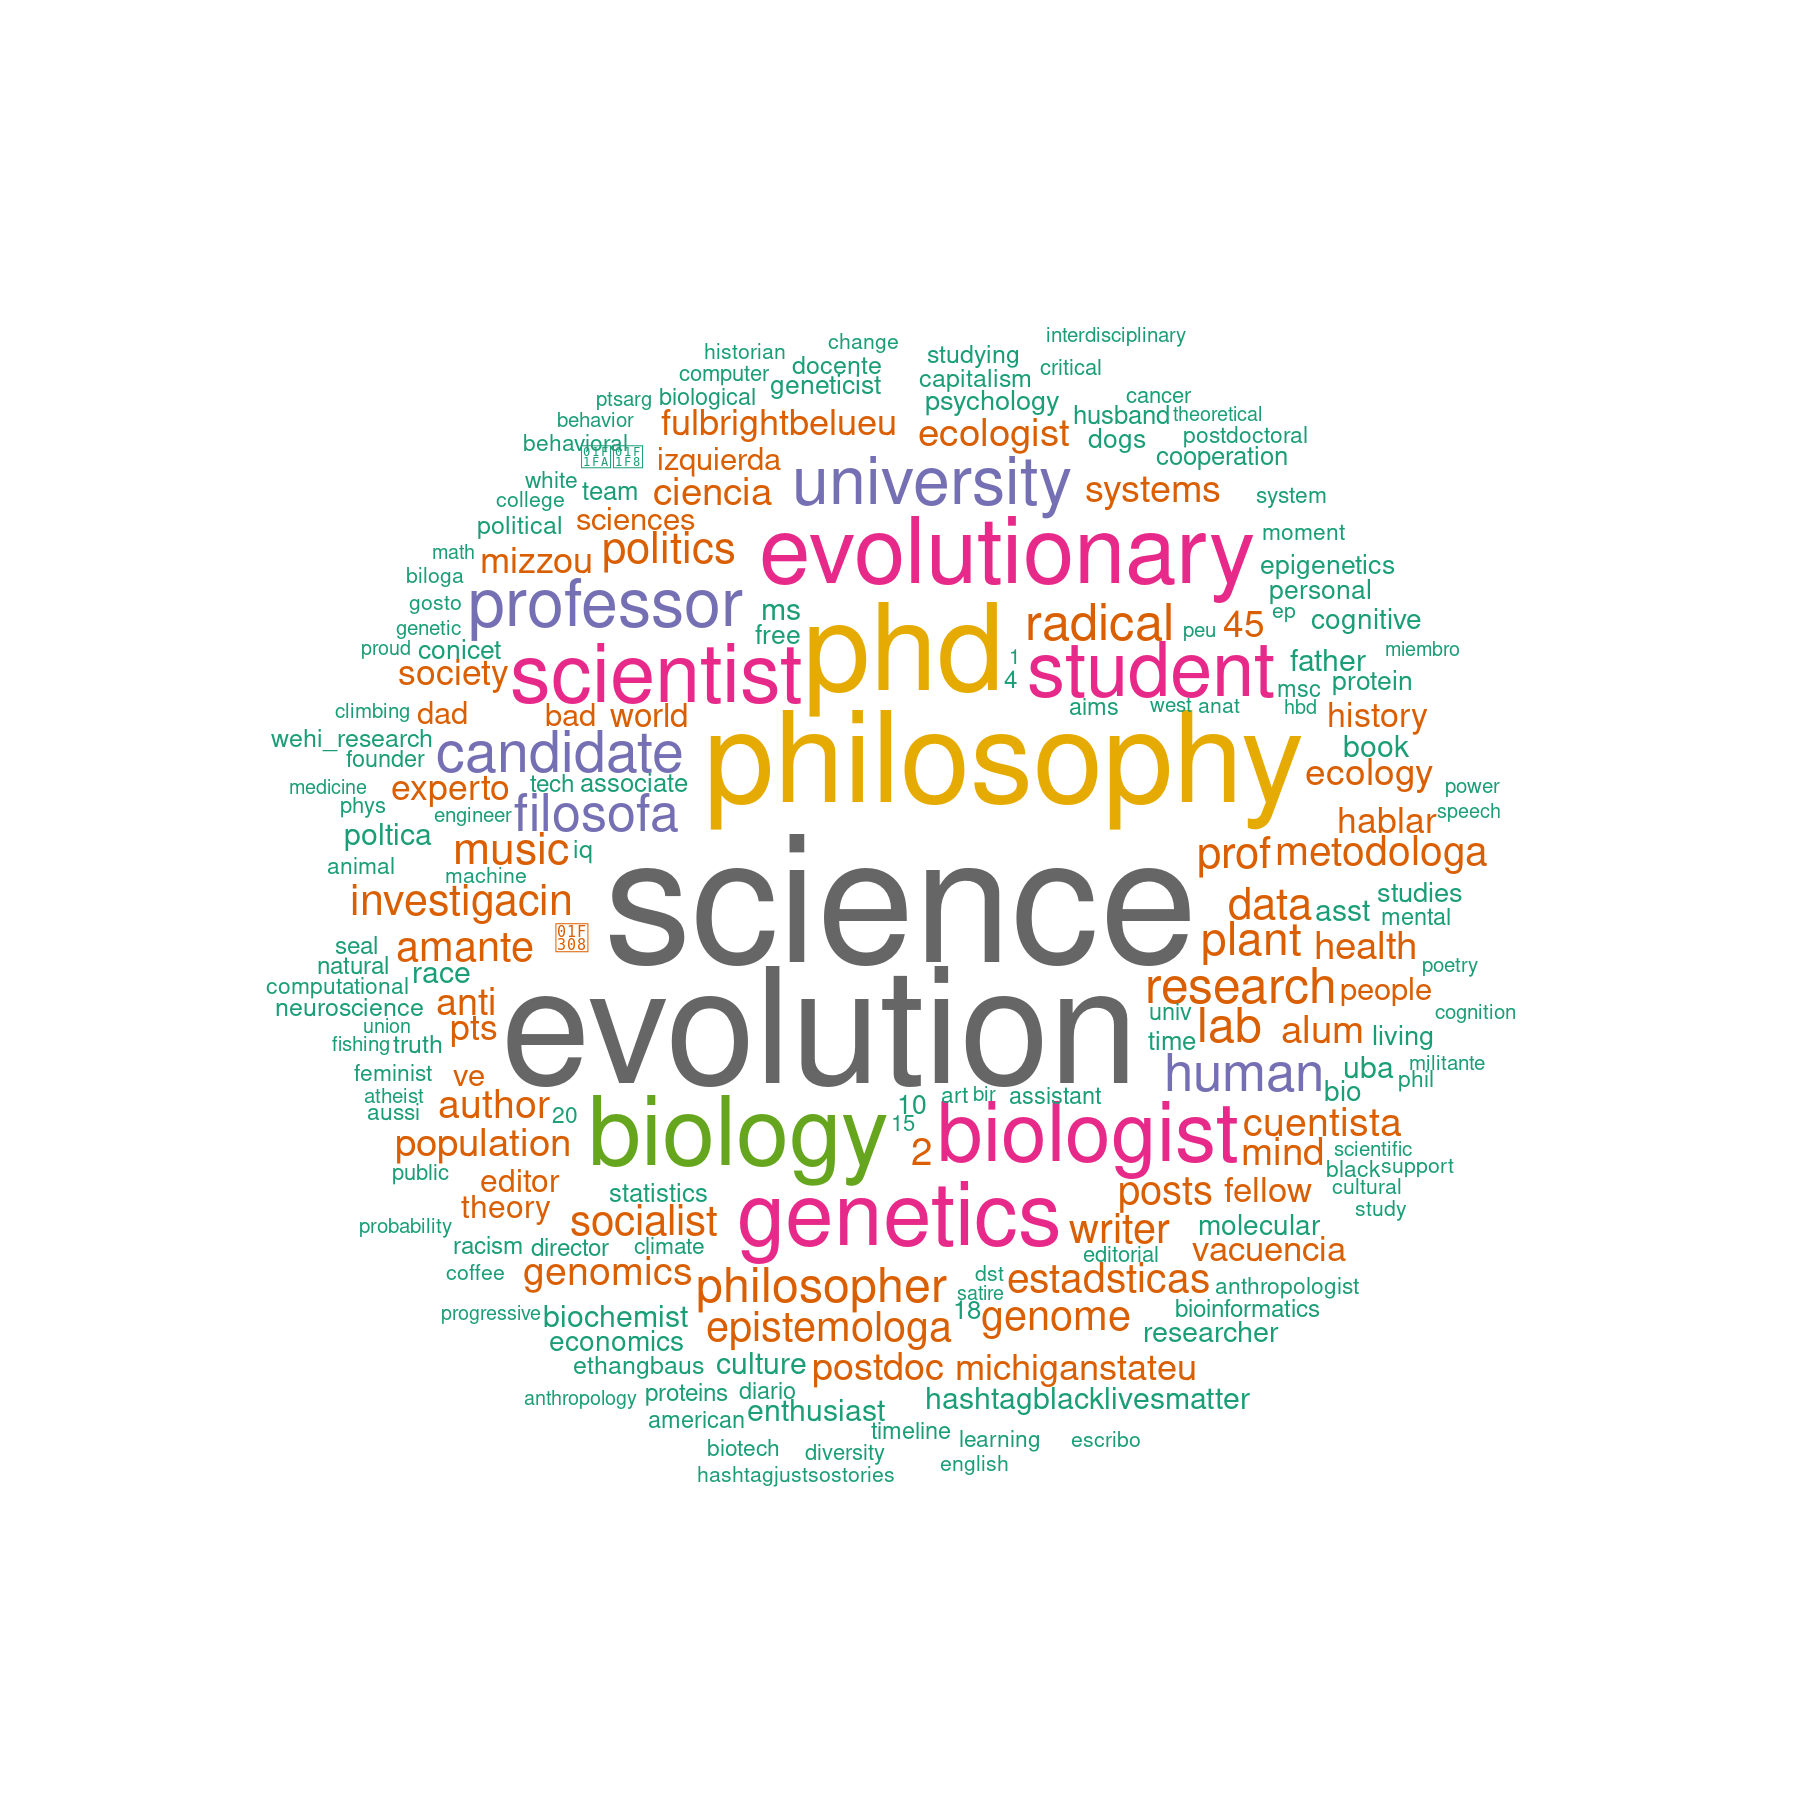 interdisciplinary
historian change studying critical
computer docente capitalism
geneticist
ptsarg biological psychology cancer
behavior fulbrightbelueu ecologist husband theoretical
behavioral dogs postdoctoral
01F1FA 01F1F8 izquierda cooperation
white team ciencia university systems system
college sciences
political politics evolutionary moment
math mizzou epigenetics
biloga personal
gosto professor ms phd radical 45 ep cognitive
genetic free peu
proud conicet miembro
society scientist 1 student father
4 msc protein
climbing dad bad world aims west anat hbd history
wehi_research candidate philosophy book
founder ecology
medicine experto tech associate power
phys filosofa engineer hablar speech
poltica music iq prof metodologa
animal machine science
investigacin data asst studies
mental
seal amante 01F308 plant health
natural race poetry
computational anti evolution research people
neuroscience univ cognition
union pts lab alum living
fishing truth time
feminist ve human uba militante
atheist phil
aussi author 20 biology 10 art bir assistant bio
15 biologist cuentista
population 2 mind scientific
public black support
editor statistics genetics posts fellow cultural
theory study
probability socialist writer molecular
racism director climate editorial vacuencia
coffee genomics philosopher dst estadsticas anthropologist
satire
progressive biochemist epistemologa 18 genome bioinformatics
economics researcher
ethangbaus culture postdoc michiganstateu
anthropology proteins diario hashtagblacklivesmatter
american enthusiast
timeline learning escribo
biotech diversity
hashtagjustsostories english